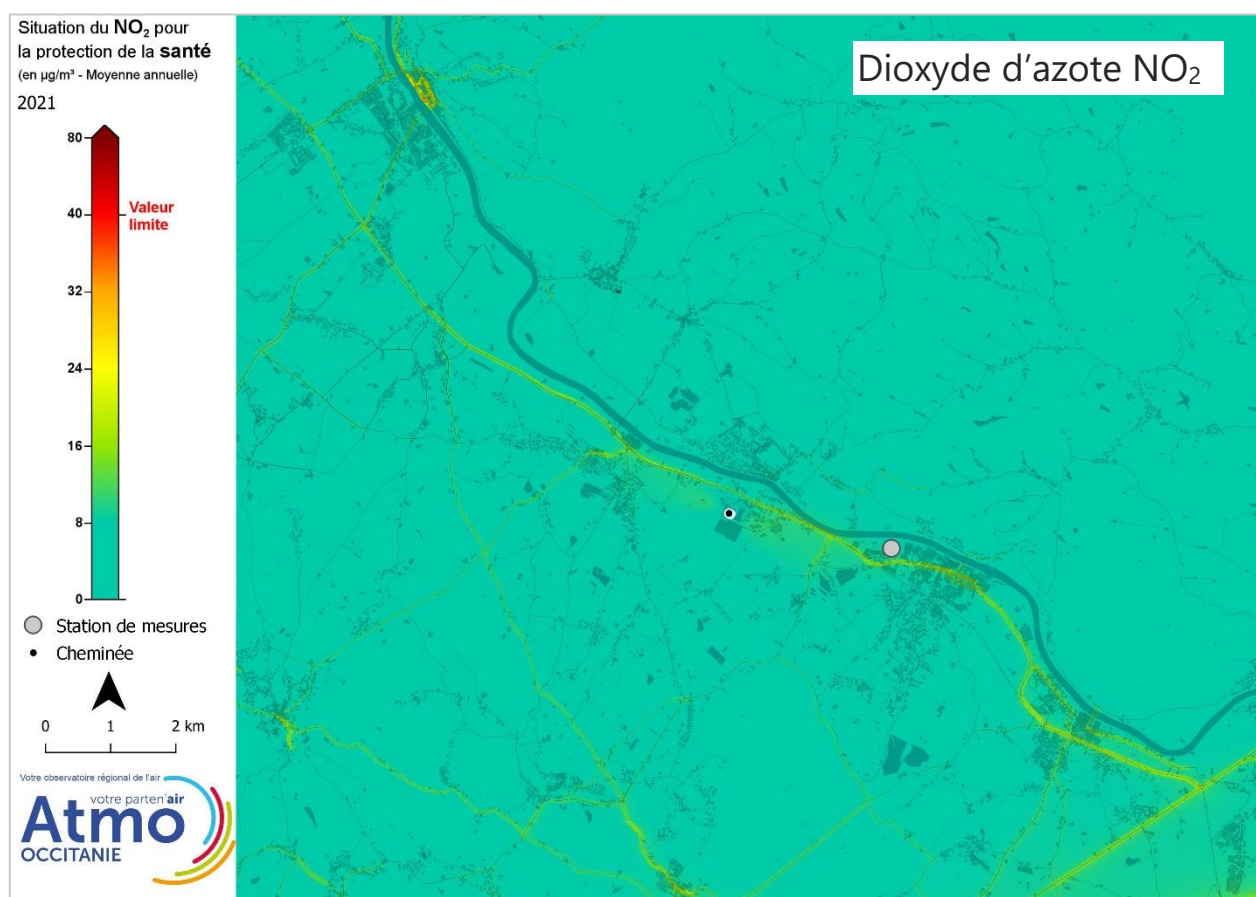 Situation du NO₂ pour
la protection de la santé
(en µg/m³ - Moyenne annuelle)
2021
Dioxyde d'azote NO₂
80
40
Valeur
limite
32
24
16
8
0
Station de mesures
Cheminée
0 1 2 km
Votre observatoire régional de l'air
votre parten'air
Atmo
OCCITANIE